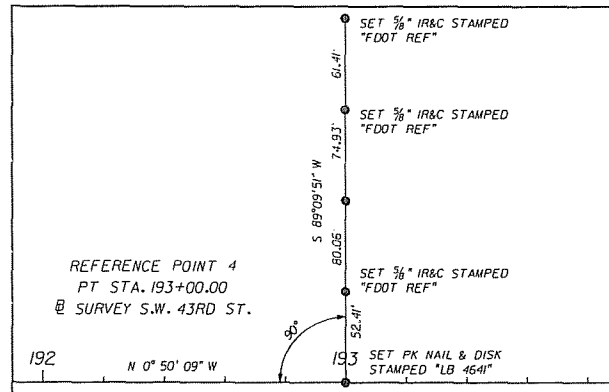 SET 5/8" IR&C STAMPED
"FDOT REF"
61.41'
SET 5/8" IR&C STAMPED
"FDOT REF"
74.93'
S 89°09'51" W
80.06'
REFERENCE POINT 4
PT STA. 193+00.00
SET 5/8" IR&C STAMPED
"FDOT REF"
℄ SURVEY S.W. 43RD ST.
52.41'
90°
192
N 0°50'09" W
193
SET PK NAIL & DISK
STAMPED "LB 4641"